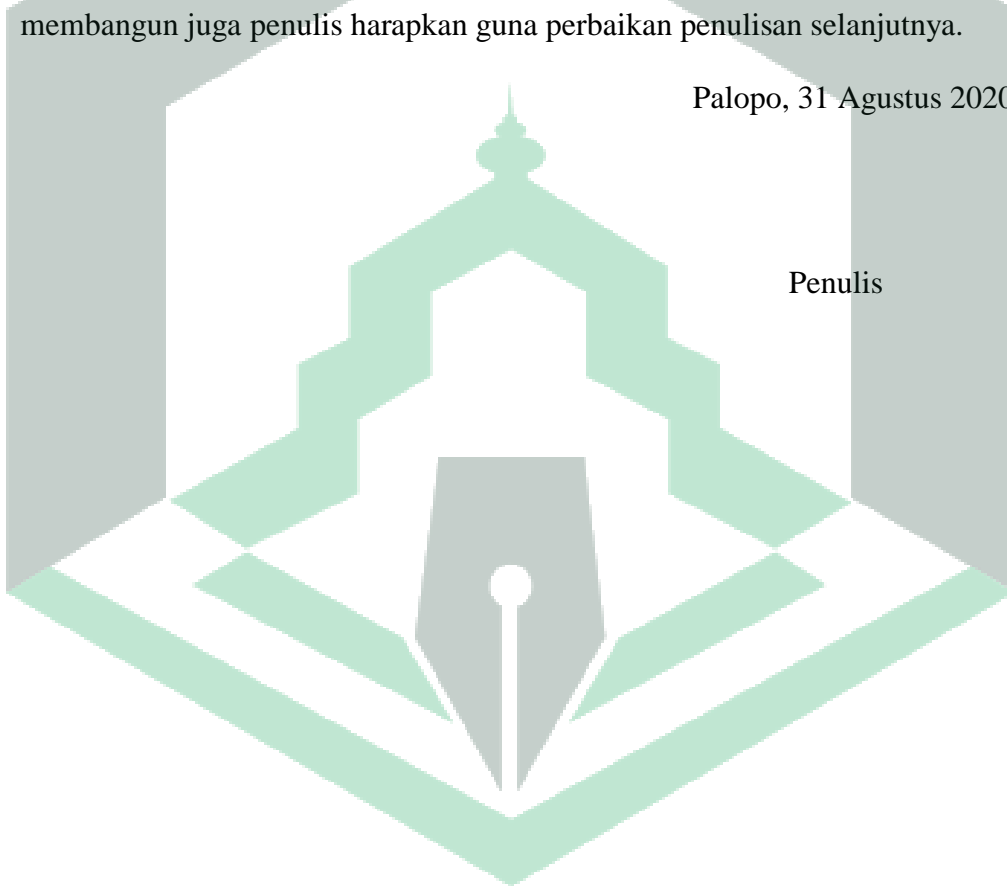 membangun juga penulis harapkan guna perbaikan penulisan selanjutnya.
Palopo, 31 Agustus 2020
Penulis